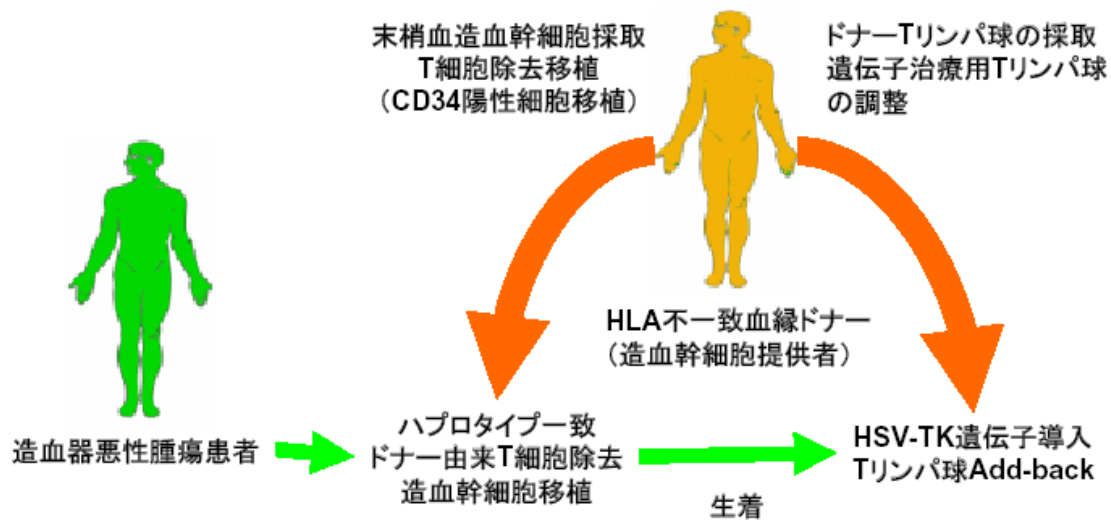 末梢血造血幹細胞採取
T細胞除去移植
（CD34陽性細胞移植）
ドナーTリンパ球の採取
遺伝子治療用Tリンパ球
の調整
HLA不一致血縁ドナー
（造血幹細胞提供者）
造血器悪性腫瘍患者
ハプロタイプ一致
ドナー由来T細胞除去
造血幹細胞移植
生着
HSV-TK遺伝子導入
Tリンパ球Add-back